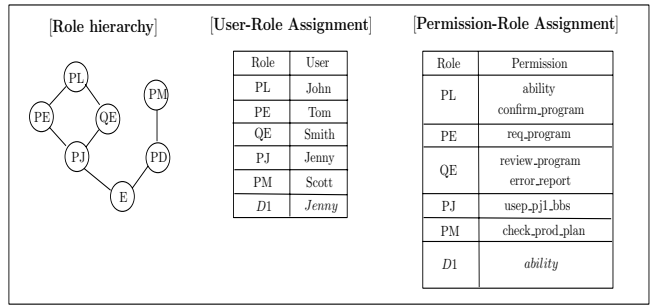 [Role hierarchy]
PL
PM
PE
QE
PJ
PD
E
[User-Role Assignment]
Role User
PL John
PE Tom
QE Smith
PJ Jenny
PM Scott
D1 Jenny
[Permission-Role Assignment]
Role Permission
PL ability
confirm_program
PE req_program
QE review_program
error_report
PJ usep_pj1_bbs
PM check_prod_plan
D1 ability